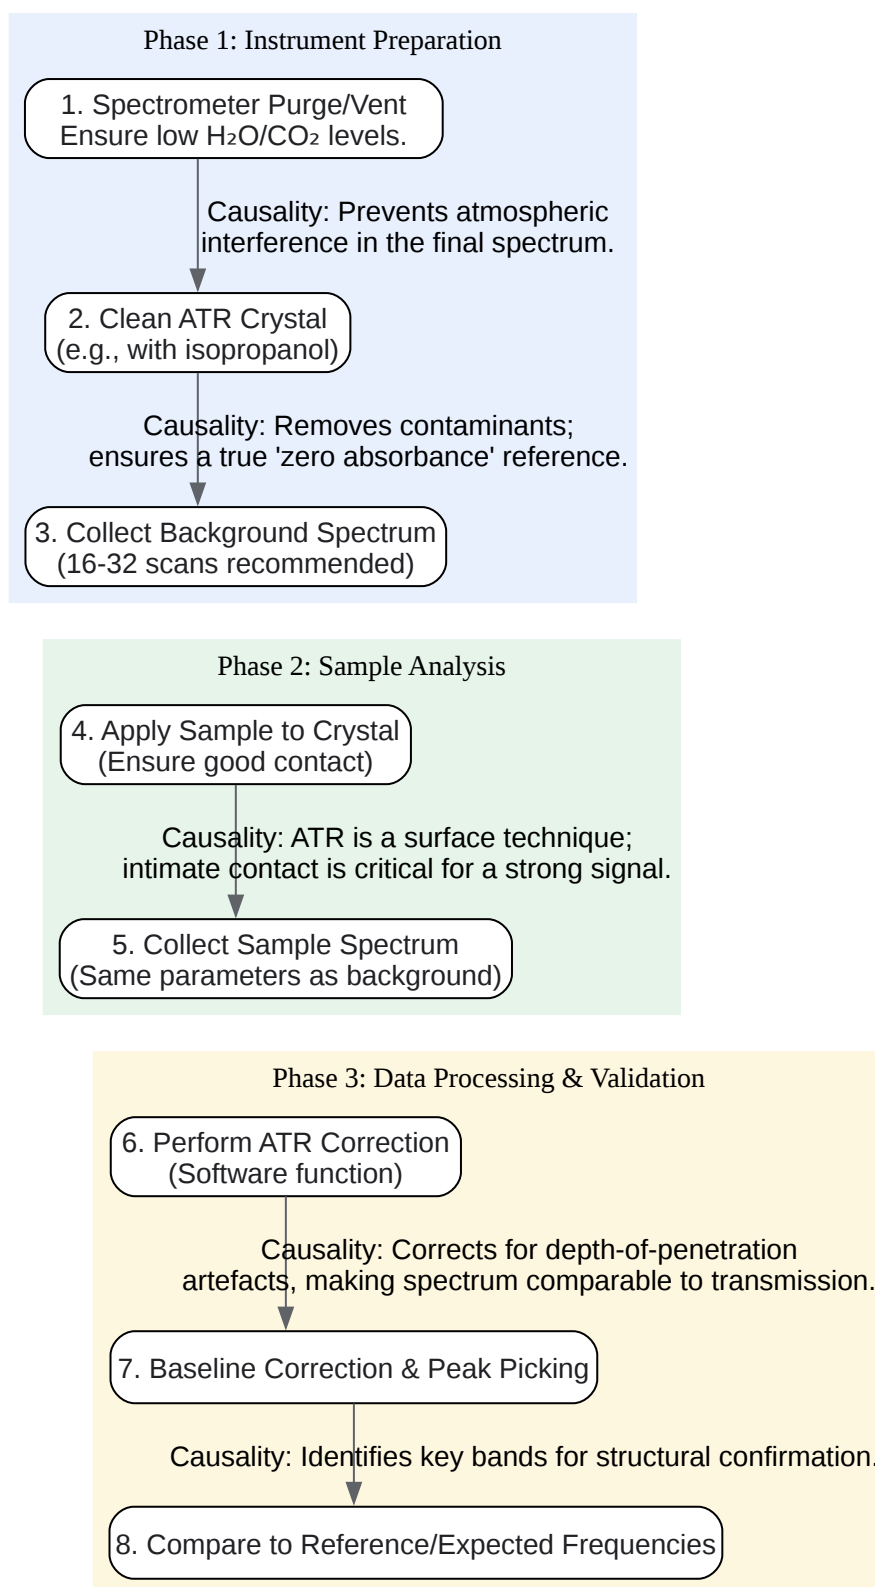 Phase 1: Instrument Preparation
1. Spectrometer Purge/Vent
Ensure low H₂O/CO₂ levels.
Causality: Prevents atmospheric
interference in the final spectrum.
2. Clean ATR Crystal
(e.g., with isopropanol)
Causality: Removes contaminants;
ensures a true 'zero absorbance' reference.
3. Collect Background Spectrum
(16-32 scans recommended)
Phase 2: Sample Analysis
4. Apply Sample to Crystal
(Ensure good contact)
Causality: ATR is a surface technique;
intimate contact is critical for a strong signal.
5. Collect Sample Spectrum
(Same parameters as background)
Phase 3: Data Processing & Validation
6. Perform ATR Correction
(Software function)
Causality: Corrects for depth-of-penetration
artefacts, making spectrum comparable to transmission.
7. Baseline Correction & Peak Picking
Causality: Identifies key bands for structural confirmation.
8. Compare to Reference/Expected Frequencies